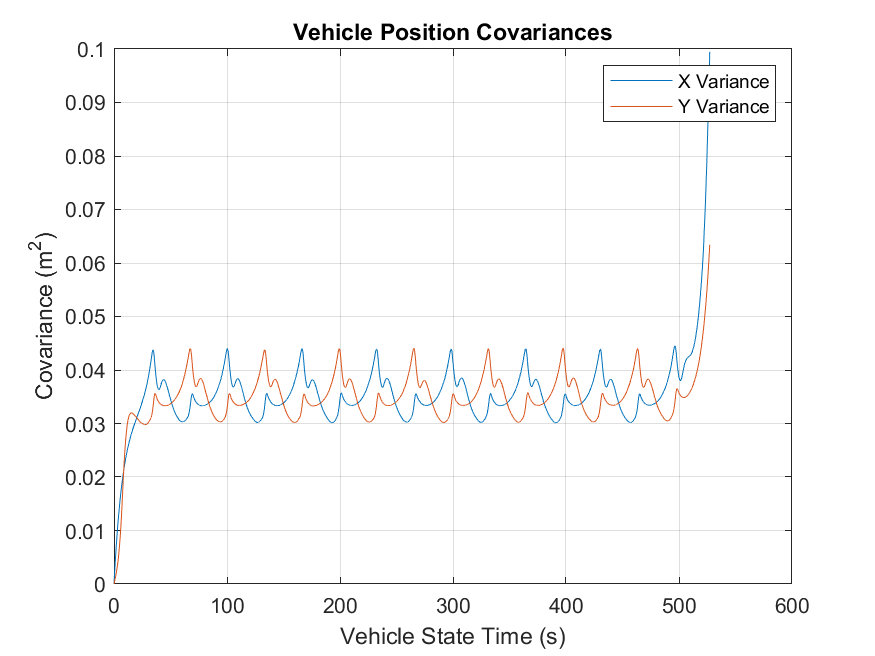 Vehicle Position Covariances
0.1
0.09
0.08
0.07
0.06
0.05
0.04
0.03
0.02
0.01
0
Covariance (m²)
X Variance
Y Variance
0 100 200 300 400 500 600
Vehicle State Time (s)